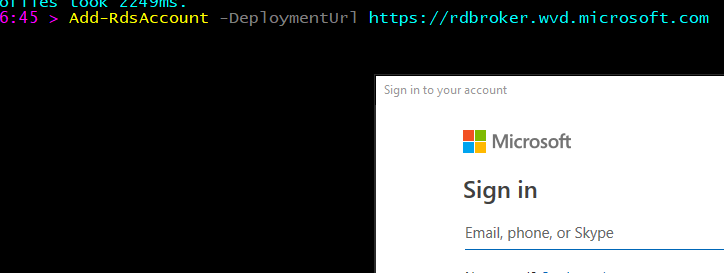 took 2249ms.
6:45 > Add-RdsAccount -DeploymentUrl https://rdbroker.wvd.microsoft.com
Sign in to your account
Microsoft
Sign in
Email, phone, or Skype